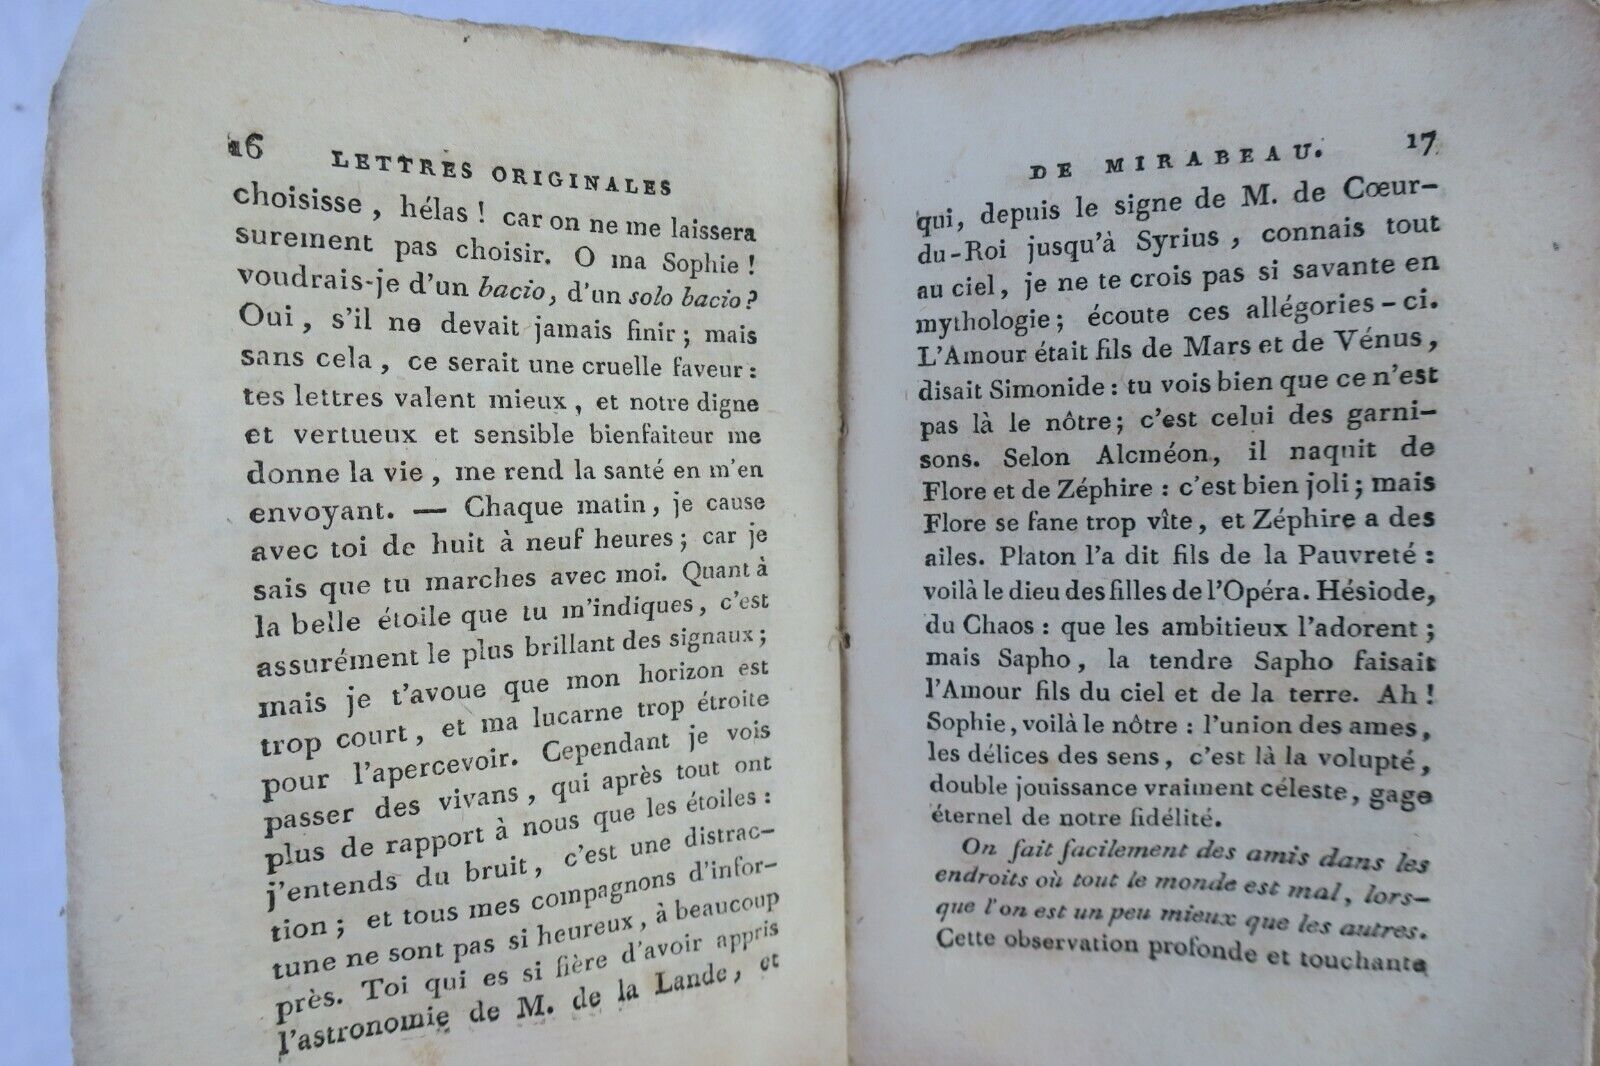 16
LETTRES ORIGINALES
choisisse, hélas ! car on ne me laissera
surement pas choisir. O ma Sophie !
voudrais-je d'un bacio, d'un solo bacio ?
Oui, s'il ne devait jamais finir ; mais
sans cela, ce serait une cruelle faveur :
tes lettres valent mieux, et notre digne
et vertueux et sensible bienfaiteur me
donne la vie, me rend la santé en m'en
envoyant. — Chaque matin, je cause
avec toi de huit à neuf heures ; car je
sais que tu marches avec moi. Quant à
la belle étoile que tu m'indiques, c'est
assurément le plus brillant des signaux ;
mais je t'avoue que mon horizon est
trop court, et ma lucarne trop étroite
pour l'apercevoir. Cependant je vois
passer des vivans, qui après tout ont
plus de rapport à nous que les étoiles :
j'entends du bruit, c'est une distrac-
tion ; et tous mes compagnons d'infor-
tune ne sont pas si heureux, à beaucoup
près. Toi qui es si fière d'avoir appris
l'astronomie de M. de la Lande, et
DE MIRABEAU. 17
qui, depuis le signe de M. de Cœur-
du-Roi jusqu'à Syrius, connais tout
au ciel, je ne te crois pas si savante en
mythologie ; écoute ces allégories-ci.
L'Amour était fils de Mars et de Vénus,
disait Simonide : tu vois bien que ce n'est
pas là le nôtre ; c'est celui des garni-
sons. Selon Alcméon, il naquit de
Flore et de Zéphire : c'est bien joli ; mais
Flore se fane trop vîte, et Zéphire a des
ailes. Platon l'a dit fils de la Pauvreté :
voilà le dieu des filles de l'Opéra. Hésiode,
du Chaos : que les ambitieux l'adorent ;
mais Sapho, la tendre Sapho faisait
l'Amour fils du ciel et de la terre. Ah !
Sophie, voilà le nôtre : l'union des ames,
les délices des sens, c'est là la volupté,
double jouissance vraiment céleste, gage
éternel de notre fidélité.
On fait facilement des amis dans les
endroits où tout le monde est mal, lors-
que l'on est un peu mieux que les autres.
Cette observation profonde et touchante